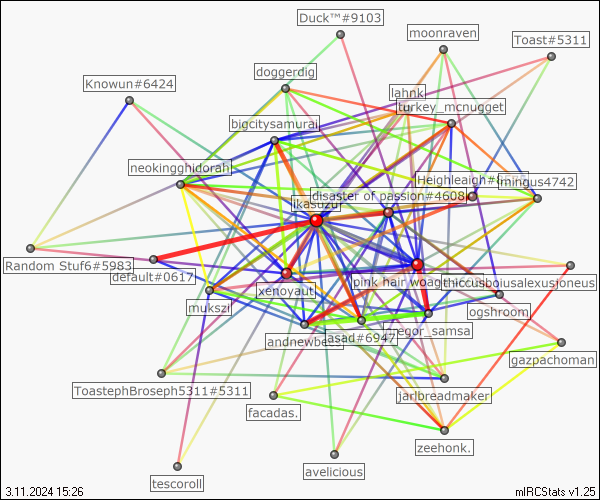 Duck™#9103
moonraven
Toast#5311
doggerdig
Knowun#6424
lahnk
turkey_mcnugget
bigcitysamurai
neokingghidorah
Heighleaigh#
mingus4742
disaster of passion#4608
ikasuzu
Random Stuf6#5983
default#0617
xenoyaut
pink hair woag
thiccusboiusalexusjoneus
mukszi
ogshroom
andnewbe
asad#6947
egor_samsa
gazpachoman
ToastephBroseph5311#5311
jarlbreadmaker
facadas.
zeehonk.
avelicious
tescoroll
3.11.2024 15:26
mIRCStats v1.25